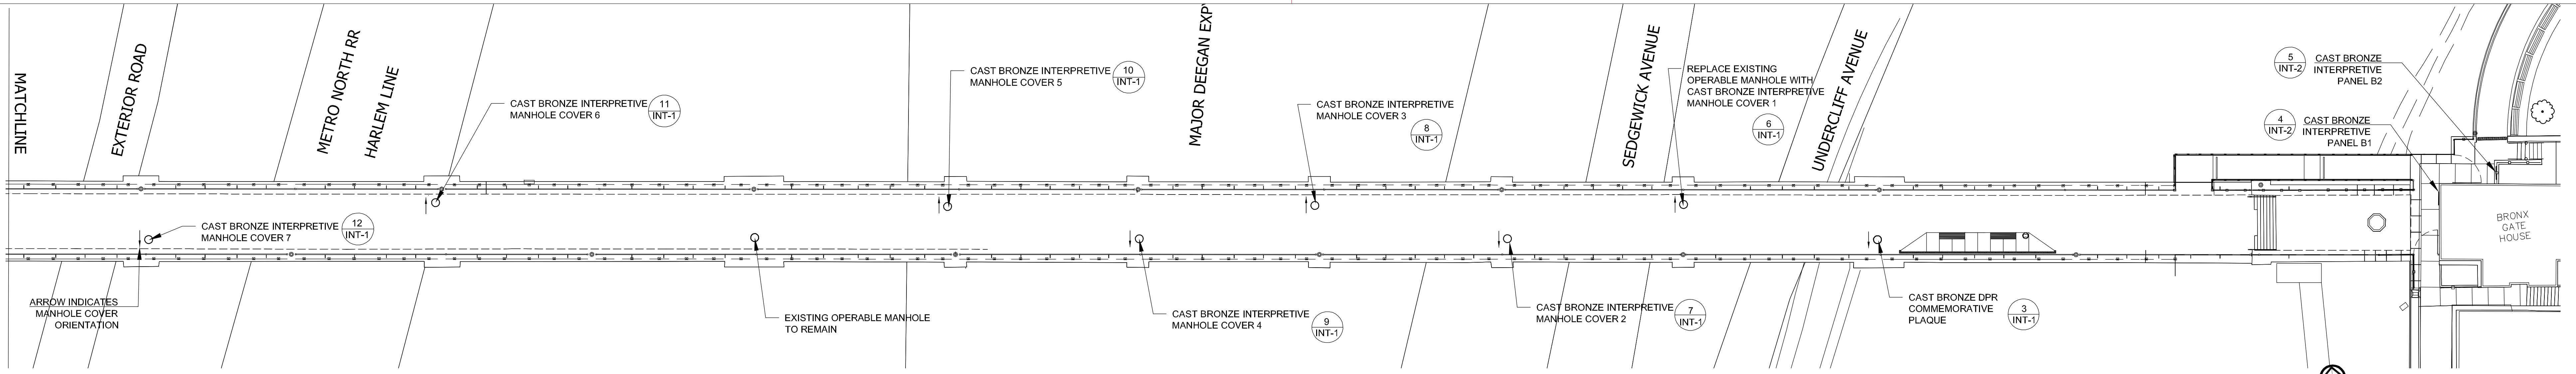 MATCHLINE
EXTERIOR ROAD
METRO NORTH RR
HARLEM LINE
CAST BRONZE INTERPRETIVE
MANHOLE COVER 6
11
INT-1
CAST BRONZE INTERPRETIVE
MANHOLE COVER 5
10
INT-1
MAJOR DEEGAN EXP
CAST BRONZE INTERPRETIVE
MANHOLE COVER 3
8
INT-1
SEDGEWICK AVENUE
REPLACE EXISTING
OPERABLE MANHOLE WITH
CAST BRONZE INTERPRETIVE
MANHOLE COVER 1
6
INT-1
UNDERCLIFF AVENUE
5
INT-2
CAST BRONZE
INTERPRETIVE
PANEL B2
4
INT-2
CAST BRONZE
INTERPRETIVE
PANEL B1
BRONX
GATE
HOUSE
CAST BRONZE INTERPRETIVE
MANHOLE COVER 7
12
INT-1
ARROW INDICATES
MANHOLE COVER
ORIENTATION
EXISTING OPERABLE MANHOLE
TO REMAIN
CAST BRONZE INTERPRETIVE
MANHOLE COVER 4
9
INT-1
CAST BRONZE INTERPRETIVE
MANHOLE COVER 2
7
INT-1
CAST BRONZE DPR
COMMEMORATIVE
PLAQUE
3
INT-1